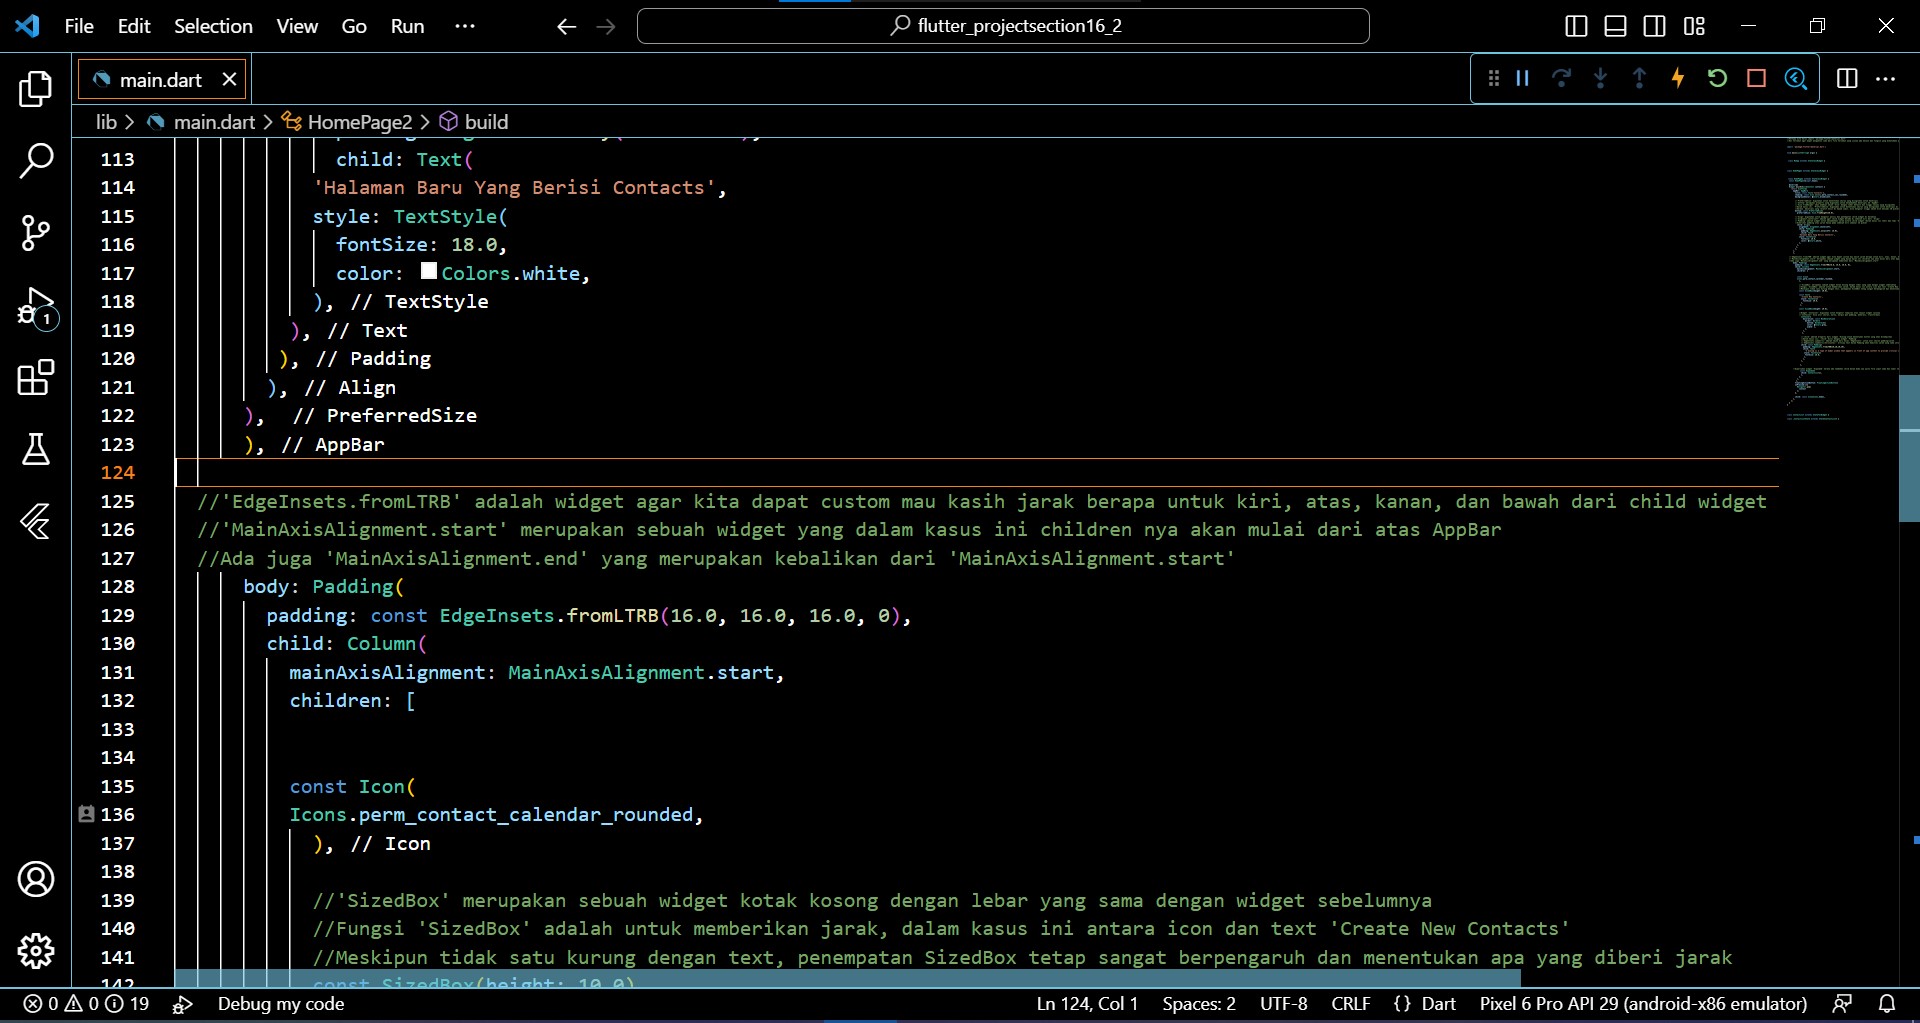 File Edit Selection View Go Run ··· flutter_projectsection16_2
main.dart
lib > main.dart > HomePage2 > build
113 child: Text(
114 'Halaman Baru Yang Berisi Contacts',
115 style: TextStyle(
116 fontSize: 18.0,
117 color: Colors.white,
118 ), // TextStyle
119 ), // Text
120 ), // Padding
121 ), // Align
122 ), // PreferredSize
123 ), // AppBar
124
125 //'EdgeInsets.fromLTRB' adalah widget agar kita dapat custom mau kasih jarak berapa untuk kiri, atas, kanan, dan bawah dari child widget
126 //'MainAxisAlignment.start' merupakan sebuah widget yang dalam kasus ini children nya akan mulai dari atas AppBar
127 //Ada juga 'MainAxisAlignment.end' yang merupakan kebalikan dari 'MainAxisAlignment.start'
128 body: Padding(
129 padding: const EdgeInsets.fromLTRB(16.0, 16.0, 16.0, 0),
130 child: Column(
131 mainAxisAlignment: MainAxisAlignment.start,
132 children: [
133
134
135 const Icon(
136 Icons.perm_contact_calendar_rounded,
137 ), // Icon
138
139 //'SizedBox' merupakan sebuah widget kotak kosong dengan lebar yang sama dengan widget sebelumnya
140 //Fungsi 'SizedBox' adalah untuk memberikan jarak, dalam kasus ini antara icon dan text 'Create New Contacts'
141 //Meskipun tidak satu kurung dengan text, penempatan SizedBox tetap sangat berpengaruh dan menentukan apa yang diberi jarak
142 const SizedBox(height: 10.0)
1
0 0 19 Debug my code Ln 124, Col 1 Spaces: 2 UTF-8 CRLF {} Dart Pixel 6 Pro API 29 (android-x86 emulator)